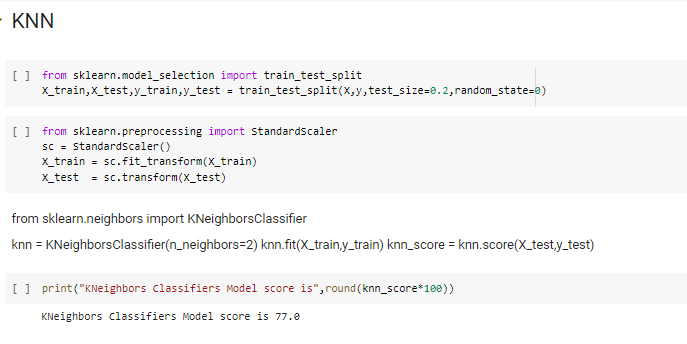 KNN
[ ] from sklearn.model_selection import train_test_split
X_train,X_test,y_train,y_test = train_test_split(X,y,test_size=0.2,random_state=0)
[ ] from sklearn.preprocessing import StandardScaler
sc = StandardScaler()
X_train = sc.fit_transform(X_train)
X_test  = sc.transform(X_test)
from sklearn.neighbors import KNeighborsClassifier
knn = KNeighborsClassifier(n_neighbors=2) knn.fit(X_train,y_train) knn_score = knn.score(X_test,y_test)
[ ] print("KNeighbors Classifiers Model score is",round(knn_score*100))
KNeighbors Classifiers Model score is 77.0